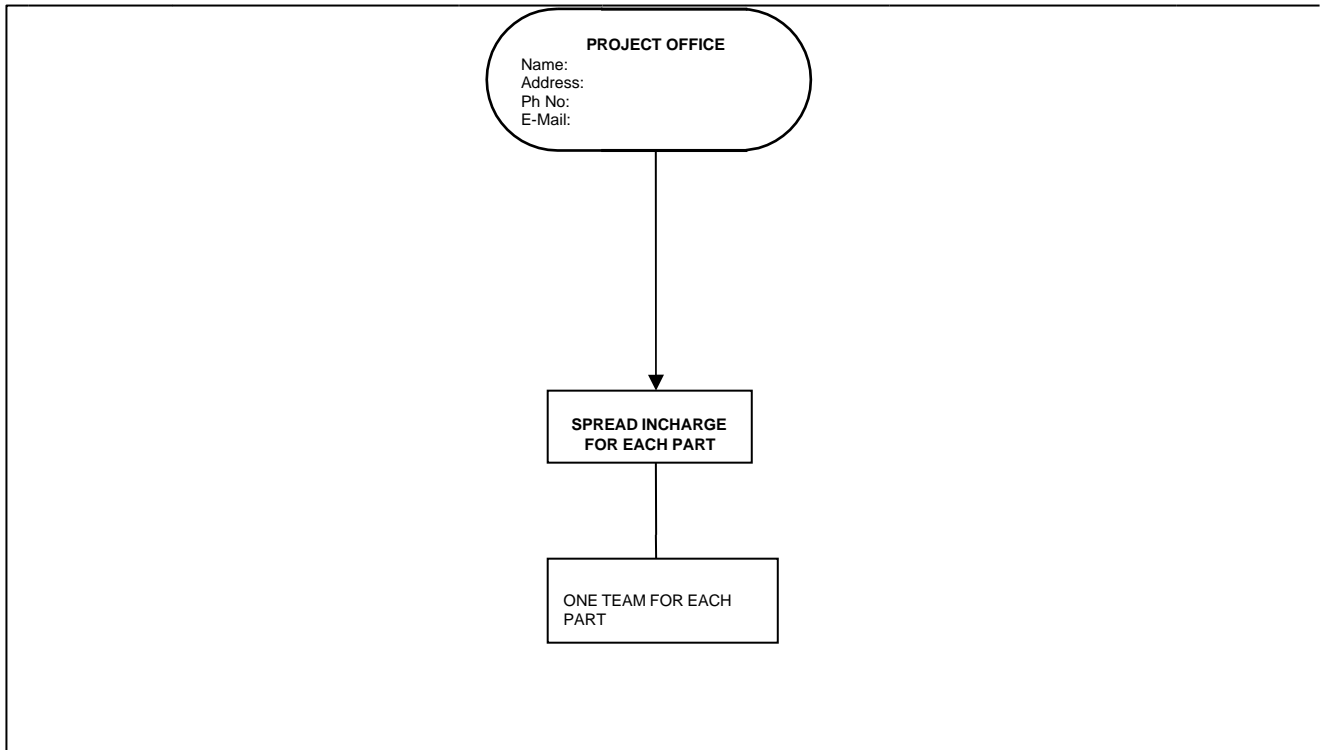 PROJECT OFFICE
Name:
Address:
Ph No:
E-Mail:
SPREAD INCHARGE
FOR EACH PART
ONE TEAM FOR EACH
PART